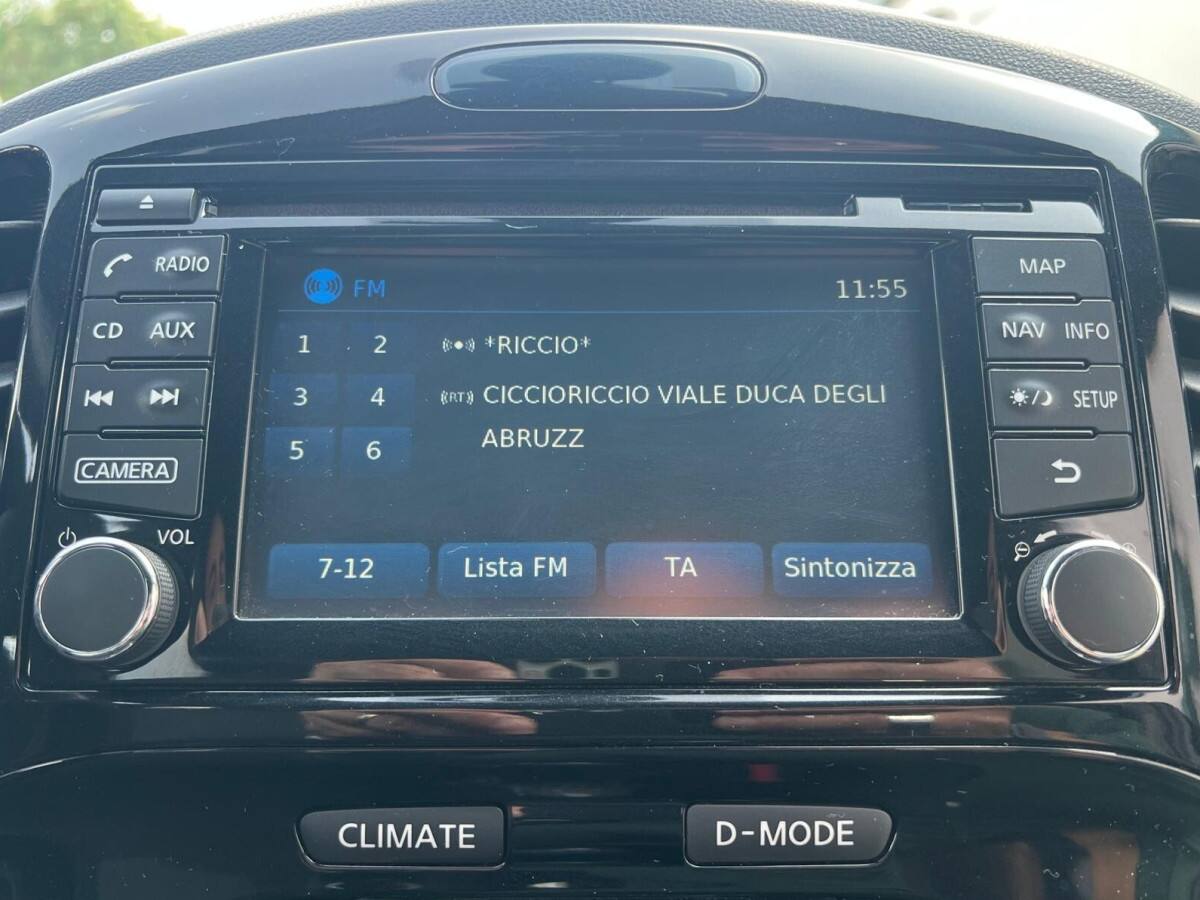 RADIO
CD AUX
CAMERA
VOL
FM 11:55
1 2
3 4
5 6
*RICCIO*
(RT) CICCIORICCIO VIALE DUCA DEGLI
ABRUZZ
7-12 Lista FM TA Sintonizza
MAP
NAV INFO
SETUP
CLIMATE D-MODE